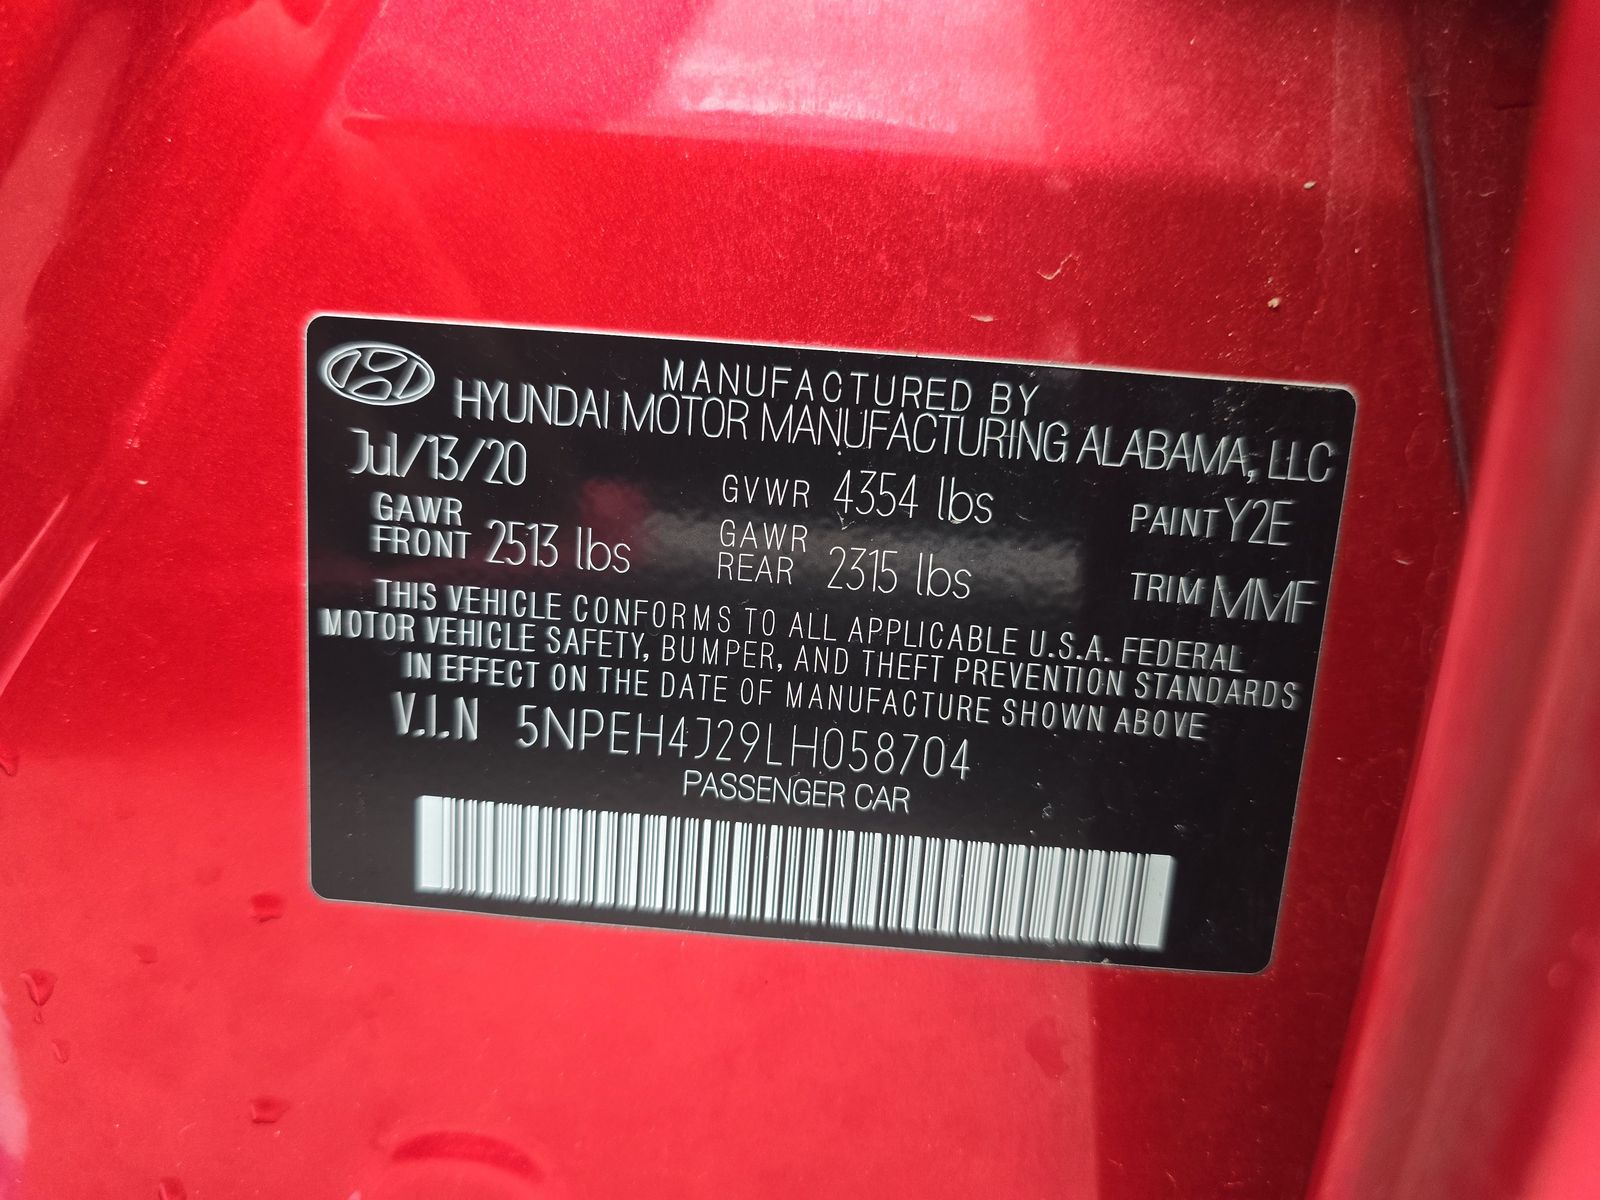 MANUFACTURED BY
HYUNDAI MOTOR MANUFACTURING ALABAMA, LLC
Jul/13/20 GVWR 4354 lbs PAINT Y2E
GAWR FRONT 2513 lbs GAWR REAR 2315 lbs TRIM MMF
THIS VEHICLE CONFORMS TO ALL APPLICABLE U.S.A. FEDERAL
MOTOR VEHICLE SAFETY, BUMPER, AND THEFT PREVENTION STANDARDS
IN EFFECT ON THE DATE OF MANUFACTURE SHOWN ABOVE
V.I.N 5NPEH4J29LH058704
PASSENGER CAR